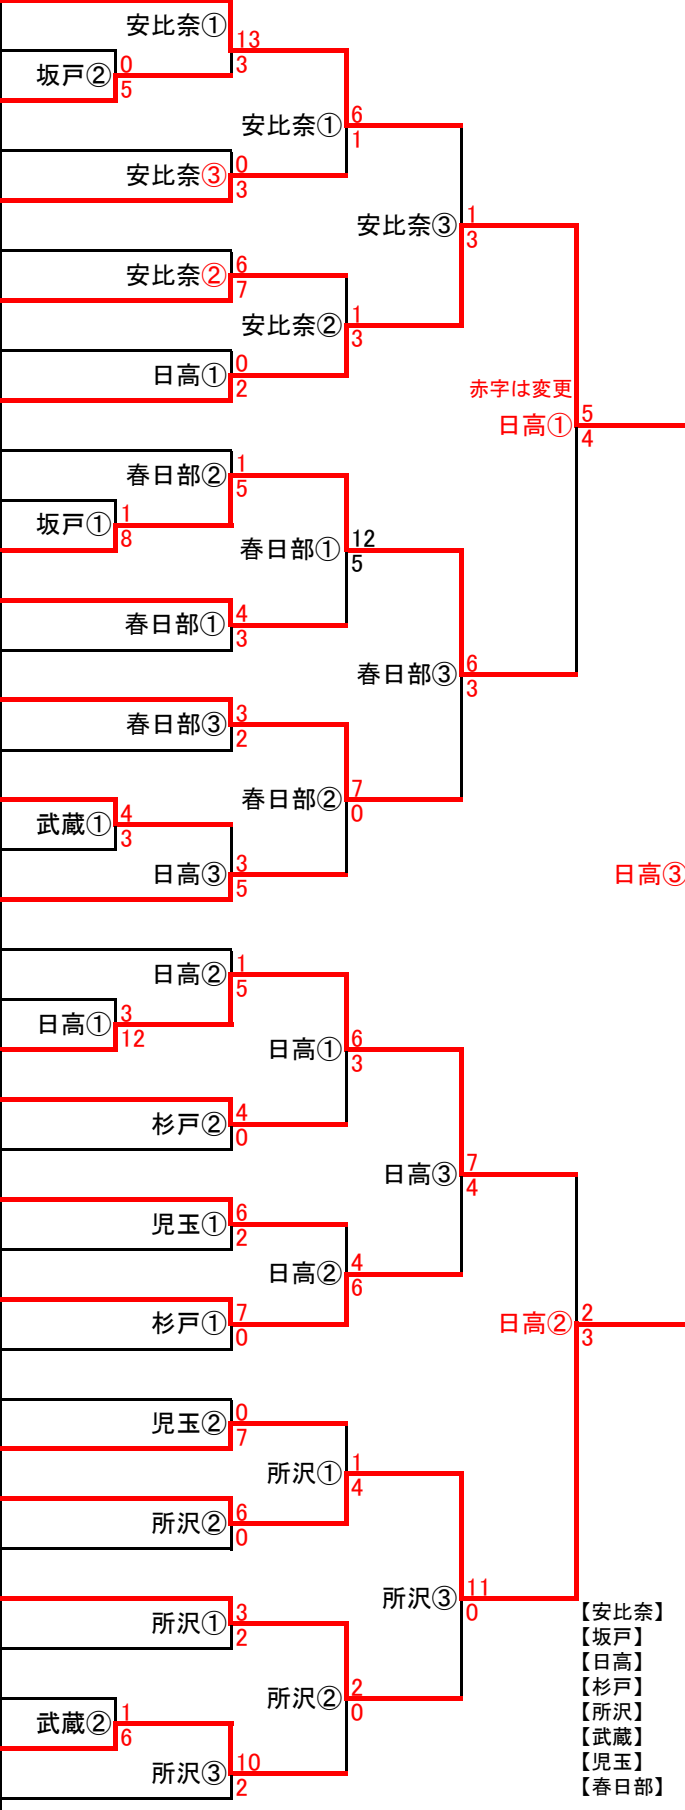 安比奈①
13
3
坂戸②
0
5
安比奈①
6
1
安比奈③
0
3
安比奈③
1
3
安比奈②
6
7
安比奈②
1
3
日高①
0
2
赤字は変更
日高①
5
4
春日部②
1
5
坂戸①
1
8
春日部①
12
5
春日部①
4
3
春日部③
6
3
春日部③
3
2
春日部②
7
0
武蔵①
4
3
日高③
3
5
日高③
日高②
1
5
日高①
3
12
日高①
6
3
杉戸②
4
0
日高③
7
4
児玉①
6
2
日高②
4
6
杉戸①
7
0
日高②
2
3
児玉②
0
7
所沢①
1
4
所沢②
6
0
所沢③
11
0
所沢①
3
2
所沢②
2
0
武蔵②
1
6
所沢③
10
2
【安比奈】
【坂戸】
【日高】
【杉戸】
【所沢】
【武蔵】
【児玉】
【春日部】